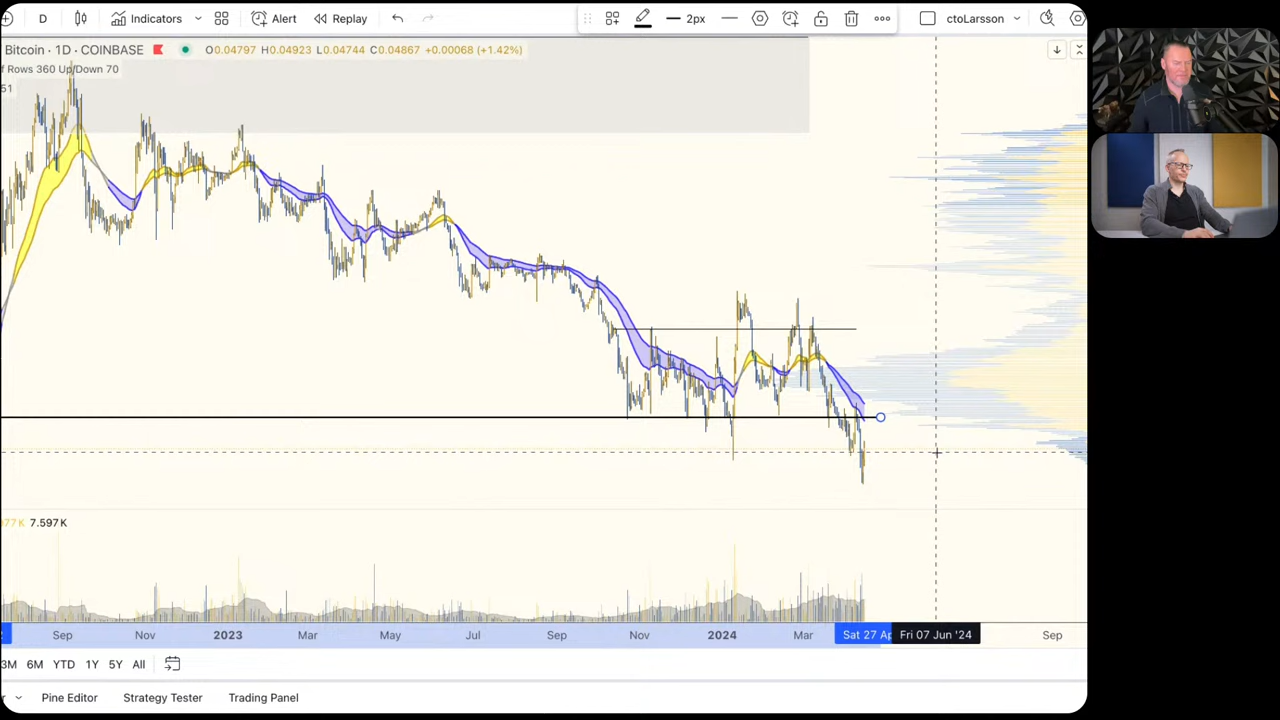 D Indicators Alert Replay 2px ctoLarsson
Bitcoin · 1D · COINBASE O0.04797 H0.04923 L0.04744 C0.04867 +0.00068 (+1.42%)
f Rows 360 Up/Down 70
51
77K 7.597K
Sep Nov 2023 Mar May Jul Sep Nov 2024 Mar Sat 27 Ap Fri 07 Jun '24 Sep
3M 6M YTD 1Y 5Y All
r Pine Editor Strategy Tester Trading Panel